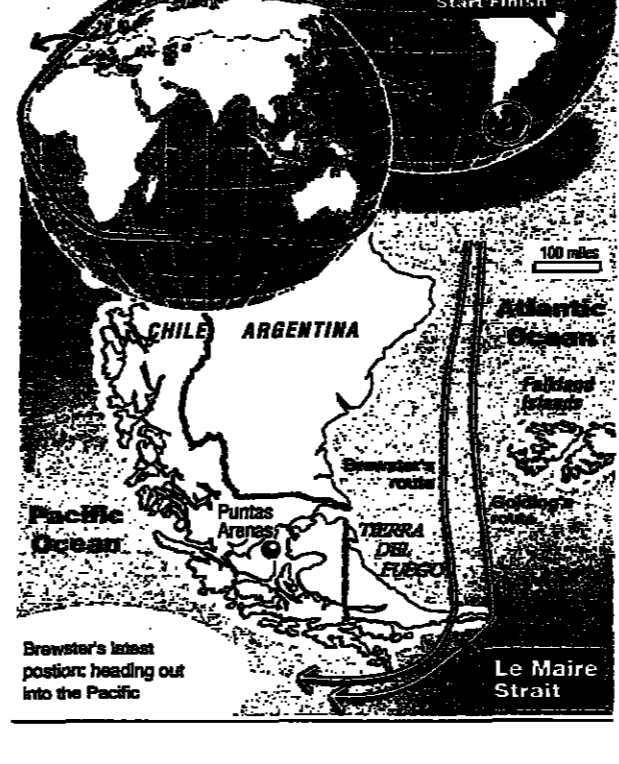 Start Finish
100 miles
Atlantic
Ocean
CHILE
ARGENTINA
Falkland
Islands
Brewster's
route
Golding's
route
Pacific
Ocean
Puntas
Arenas
TIERRA
DEL
FUEGO
Brewster's latest
postion: heading out
into the Pacific
Le Maire
Strait